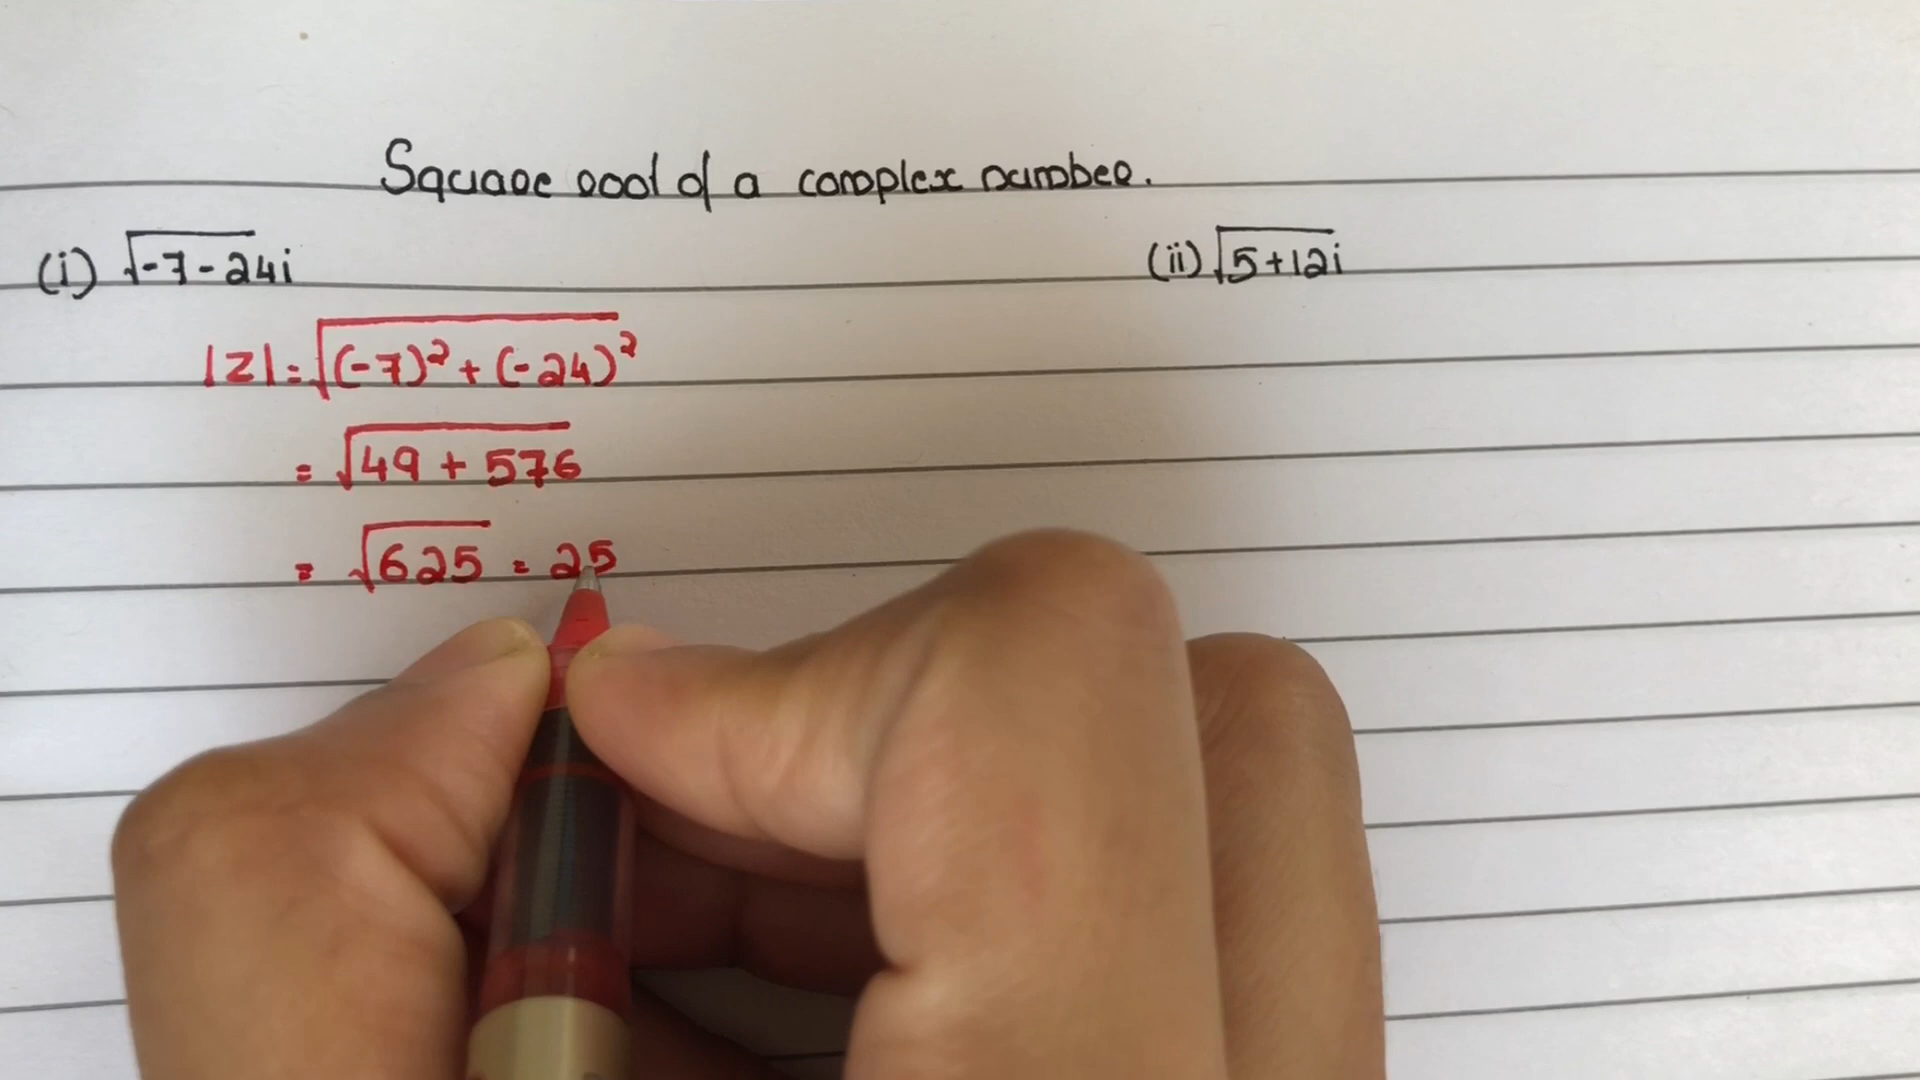 Square root of a complex number.
(i) √-7-24i
(ii) √5+12i
|z| = √(-7)² + (-24)²
= √49 + 576
= √625 = 25